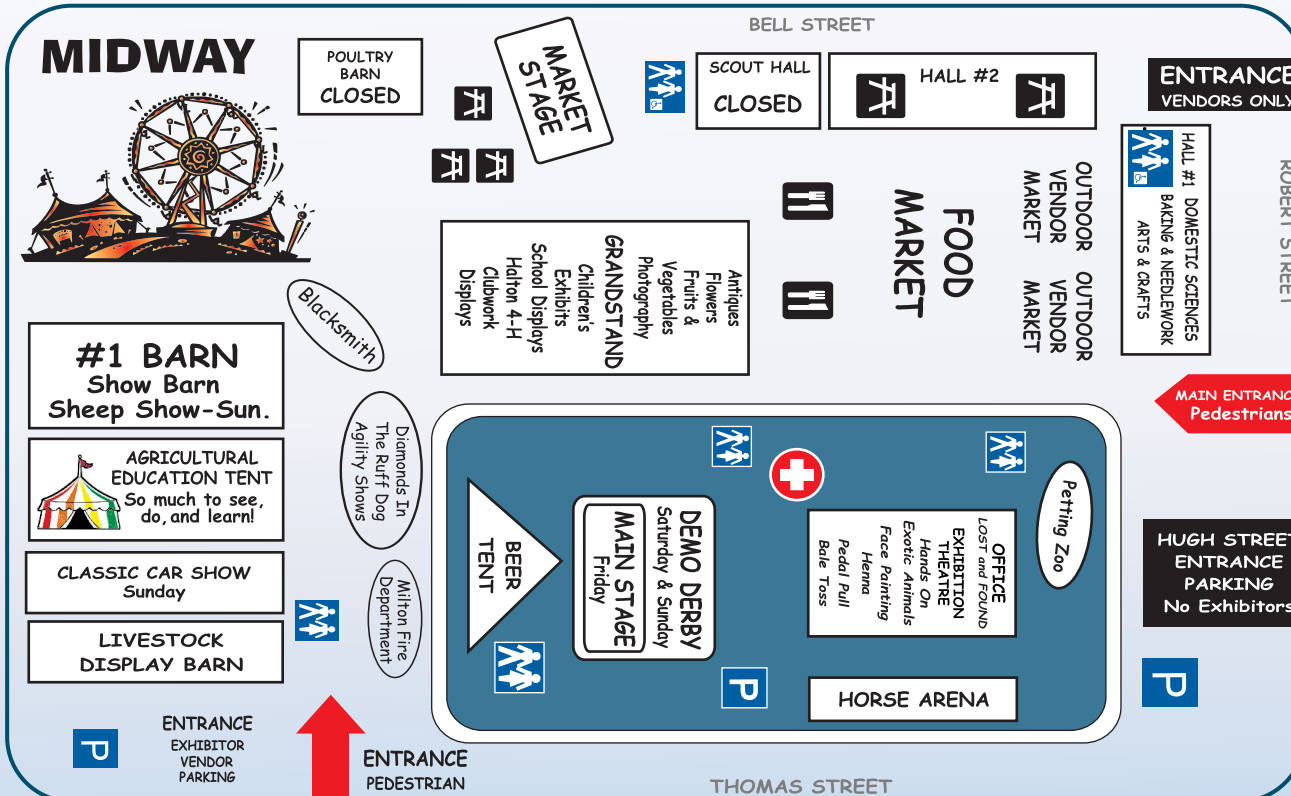 BELL STREET
MIDWAY
POULTRY
BARN
CLOSED
MARKET
STAGE
SCOUT HALL
CLOSED
HALL #2
ENTRANCE
VENDORS ONLY
HALL #1 DOMESTIC SCIENCES
BAKING & NEEDLEWORK
ARTS & CRAFTS
ROBERT STREET
OUTDOOR
VENDOR
MARKET
OUTDOOR
VENDOR
MARKET
FOOD
MARKET
Antiques
Flowers
Fruits &
Vegetables
Photography
GRANDSTAND
Children's
Exhibits
School Displays
Halton 4-H
Clubwork
Displays
Blacksmith
#1 BARN
Show Barn
Sheep Show-Sun.
AGRICULTURAL
EDUCATION TENT
So much to see,
do, and learn!
CLASSIC CAR SHOW
Sunday
LIVESTOCK
DISPLAY BARN
Diamonds In
The Ruff Dog
Agility Shows
Milton Fire
Department
BEER
TENT
DEMO DERBY
Saturday & Sunday
MAIN STAGE
Friday
OFFICE
LOST and FOUND
EXHIBITION
THEATRE
Hands On
Exotic Animals
Face Painting
Henna
Pedal Pull
Bale Toss
Petting Zoo
MAIN ENTRANC
Pedestrians
HUGH STREET
ENTRANCE
PARKING
No Exhibitors
P
P
HORSE ARENA
P
ENTRANCE
EXHIBITOR
VENDOR
PARKING
ENTRANCE
PEDESTRIAN
THOMAS STREET